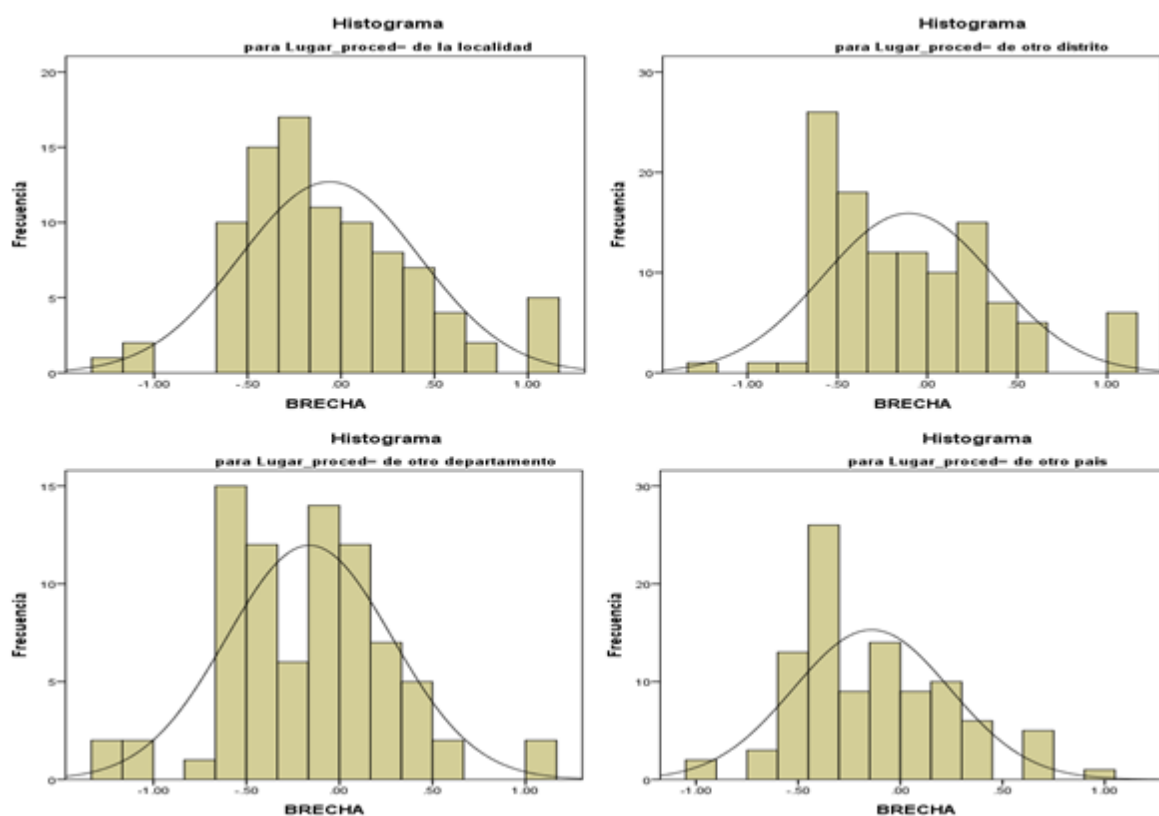 Histograma
para Lugar_proced= de la localidad
20
15
10
5
0
Frecuencia
-1.00 -.50 .00 .50 1.00
BRECHA
Histograma
para Lugar_proced= de otro distrito
30
20
10
0
Frecuencia
-1.00 -.50 .00 .50 1.00
BRECHA
Histograma
para Lugar_proced= de otro departamento
15
10
5
0
Frecuencia
-1.00 -.50 .00 .50 1.00
BRECHA
Histograma
para Lugar_proced= de otro pais
30
20
10
0
Frecuencia
-1.00 -.50 .00 .50 1.00
BRECHA